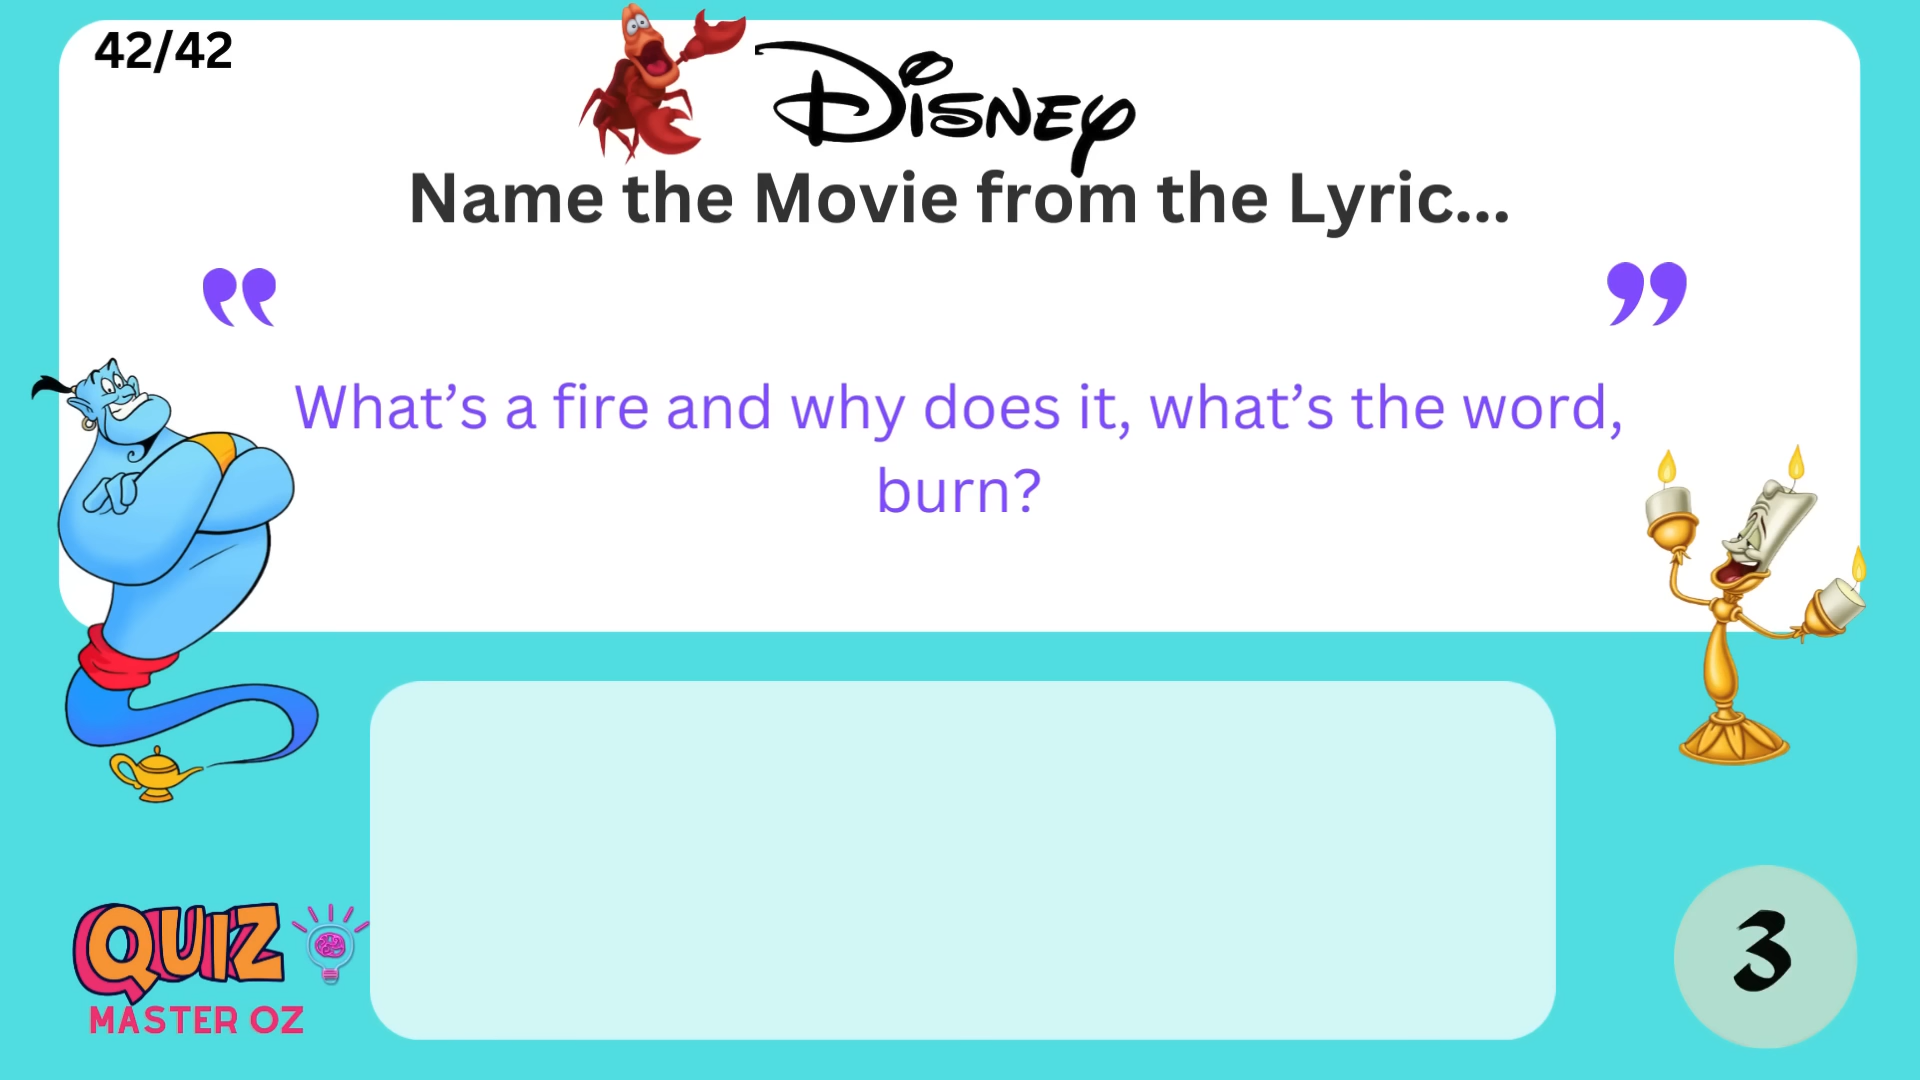 42/42
Disney
Name the Movie from the Lyric...
What’s a fire and why does it, what’s the word,
burn?
QUIZ
MASTER OZ
3